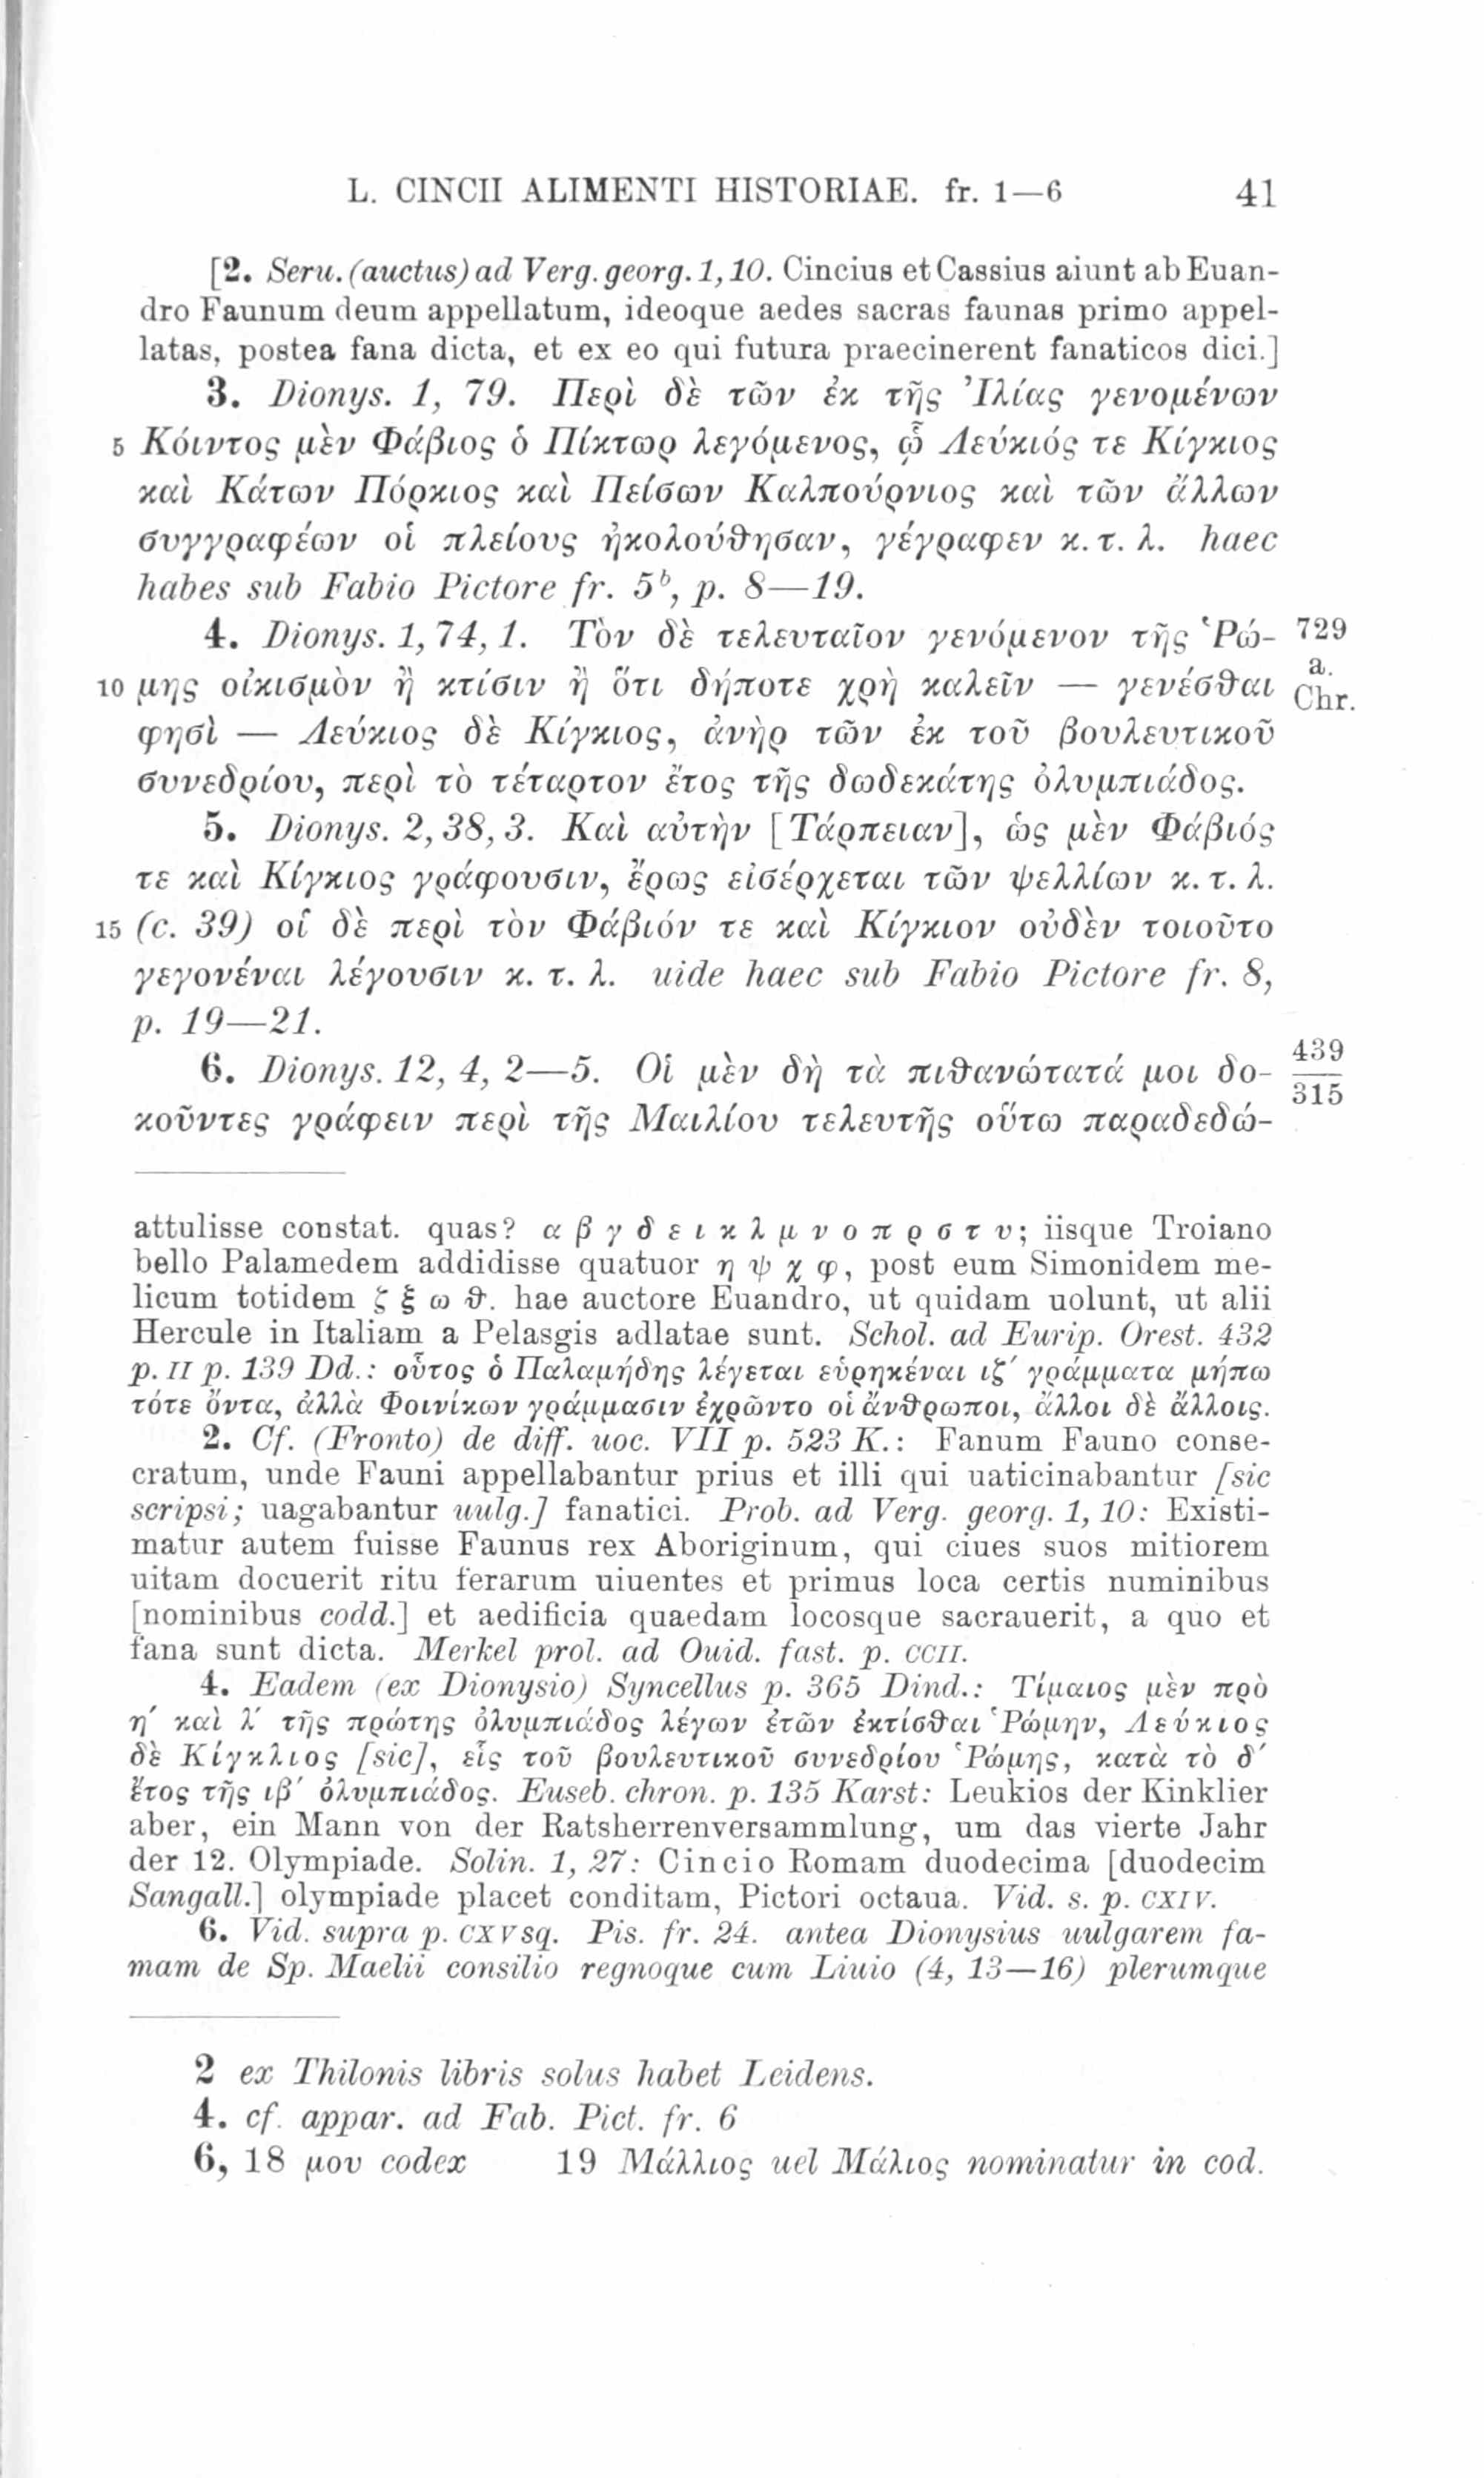 L. CINCII ALIMENTI HISTORIAE. fr. 1—6 41
[2. Seru. (auctus) ad Verg. georg. 1, 10. Cincius et Cassius aiunt ab Euan-
dro Faunum deum appellatum, ideoque aedes sacras faunas primo appel-
latas, postea fana dicta, et ex eo qui futura praecinerent fanaticos dici.]
3. Dionys. 1, 79. Περὶ δὲ τῶν ἐκ τῆς Ἰλίας γενομένων
5 Κόιντος μὲν Φάβιος ὁ Πίκτωρ λεγόμενος, ᾧ Λεύκιός τε Κίγκιος
καὶ Κάτων Πόρκιος καὶ Πείσων Καλπούρνιος καὶ τῶν ἄλλων
συγγραφέων οἱ πλείους ἠκολούθησαν, γέγραφεν κ. τ. λ. haec
habes sub Fabio Pictore fr. 5ᵇ, p. 8—19.
4. Dionys. 1, 74, 1. Τὸν δὲ τελευταῖον γενόμενον τῆς Ῥώ- 729
10 μης οἰκισμὸν ἢ κτίσιν ἢ ὅτι δήποτε χρὴ καλεῖν — γενέσθαι a. Chr.
φησὶ — Λεύκιος δὲ Κίγκιος, ἀνὴρ τῶν ἐκ τοῦ βουλευτικοῦ
συνεδρίου, περὶ τὸ τέταρτον ἔτος τῆς δωδεκάτης ὀλυμπιάδος.
5. Dionys. 2, 38, 3. Καὶ αὐτὴν [Τάρπειαν], ὡς μὲν Φάβιός
τε καὶ Κίγκιος γράφουσιν, ἔρως εἰσέρχεται τῶν ψελλίων κ. τ. λ.
15 (c. 39) οἱ δὲ περὶ τὸν Φάβιόν τε καὶ Κίγκιον οὐδὲν τοιοῦτο
γεγονέναι λέγουσιν κ. τ. λ. uide haec sub Fabio Pictore fr. 8,
p. 19—21.
6. Dionys. 12, 4, 2—5. Οἱ μὲν δὴ τὰ πιθανώτατά μοι δο- 439/315
κοῦντες γράφειν περὶ τῆς Μαιλίου τελευτῆς οὕτω παραδεδώ-
attulisse constat. quas? α β γ δ ε ι κ λ μ ν ο π ρ σ τ υ; iisque Troiano
bello Palamedem addidisse quatuor η ψ χ φ, post eum Simonidem me-
licum totidem ζ ξ ω θ. hae auctore Euandro, ut quidam uolunt, ut alii
Hercule in Italiam a Pelasgis adlatae sunt. Schol. ad Eurip. Orest. 432
p. II p. 139 Dd.: οὗτος ὁ Παλαμήδης λέγεται εὑρηκέναι ιζ´ γράμματα μήπω
τότε ὄντα, ἀλλὰ Φοινίκων γράμμασιν ἐχρῶντο οἱ ἄνθρωποι, ἄλλοι δὲ ἄλλοις.
2. Cf. (Fronto) de diff. uoc. VII p. 523 K.: Fanum Fauno conse-
cratum, unde Fauni appellabantur prius et illi qui uaticinabantur [sic
scripsi; uagabantur uulg.] fanatici. Prob. ad Verg. georg. 1, 10: Existi-
matur autem fuisse Faunus rex Aboriginum, qui ciues suos mitiorem
uitam docuerit ritu ferarum uiuentes et primus loca certis numinibus
[nominibus codd.] et aedificia quaedam locosque sacrauerit, a quo et
fana sunt dicta. Merkel prol. ad Ouid. fast. p. CCII.
4. Eadem (ex Dionysio) Syncellus p. 365 Dind.: Τίμαιος μὲν πρὸ
η´ καὶ λ´ τῆς πρώτης ὀλυμπιάδος λέγων ἐτῶν ἐκτίσθαι Ῥώμην, Λεύκιος
δὲ Κίγκλιος [sic], εἷς τοῦ βουλευτικοῦ συνεδρίου Ῥώμης, κατὰ τὸ δ´
ἔτος τῆς ιβ´ ὀλυμπιάδος. Euseb. chron. p. 135 Karst: Leukios der Kinklier
aber, ein Mann von der Ratsherrenversammlung, um das vierte Jahr
der 12. Olympiade. Solin. 1, 27: Cincio Romam duodecima [duodecim
Sangall.] olympiade placet conditam, Pictori octaua. Vid. s. p. CXIV.
6. Vid. supra p. CXV sq. Pis. fr. 24. antea Dionysius uulgarem fa-
mam de Sp. Maelii consilio regnoque cum Liuio (4, 13—16) plerumque
2 ex Thilonis libris solus habet Leidens.
4. cf. appar. ad Fab. Pict. fr. 6
6, 18 μου codex 19 Μάλλιος uel Μάλιος nominatur in cod.